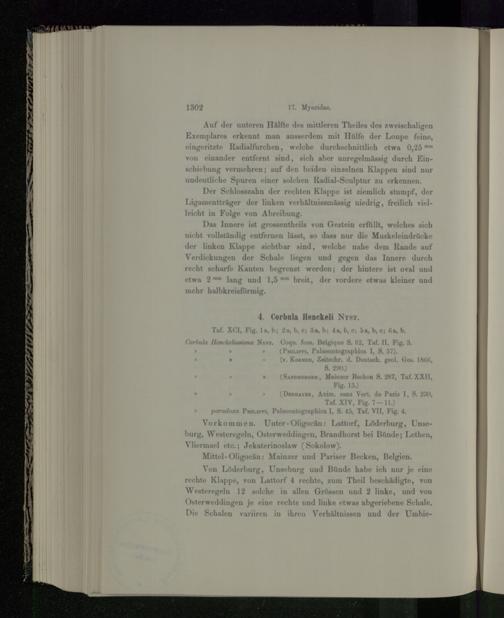 1302 17. Myaridae.
Auf der unteren Hälfte des mittleren Theiles des zweischaligen
Exemplares erkennt man ausserdem mit Hülfe der Loupe feine,
eingeritzte Radialfurchen, welche durchschnittlich etwa 0,25 mm
von einander entfernt sind, sich aber unregelmässig durch Ein-
schiebung vermehren; auf den beiden einzelnen Klappen sind nur
undeutliche Spuren einer solchen Radial-Sculptur zu erkennen.
Der Schlosszahn der rechten Klappe ist ziemlich stumpf, der
Ligamentträger der linken verhältnissmässig niedrig, freilich viel-
leicht in Folge von Abreibung.
Das Innere ist grossentheils von Gestein erfüllt, welches sich
nicht vollständig entfernen lässt, so dass nur die Muskeleindrücke
der linken Klappe sichtbar sind, welche nahe dem Rande auf
Verdickungen der Schale liegen und gegen das Innere durch
recht scharfe Kanten begrenzt werden; der hintere ist oval und
etwa 2 mm lang und 1,5 mm breit, der vordere etwas kleiner und
mehr halbkreisförmig.
4. Corbula Henckeli Nyst.
Taf. XCI, Fig. 1a, b; 2a, b, c; 3a, b; 4a, b, c; 5a, b, c; 6a, b.
Corbula Henckeliusiana Nyst. Coqu. foss. Belgique S. 62, Taf. II, Fig. 3.
» » » (Philippi, Palaeontographica I, S. 57).
» » » (v. Koenen, Zeitschr. d. Deutsch. geol. Ges. 1866,
S. 290.)
» » » (Sandberger, Mainzer Becken S. 287, Taf. XXII,
Fig. 13.)
» » » (Deshayes, Anim. sans Vert. de Paris I, S. 220,
Taf. XIV, Fig. 7—11.)
» paradoxa Philippi, Palaeontographica I, S. 45, Taf. VII, Fig. 4.
Vorkommen. Unter-Oligocän: Lattorf, Löderburg, Unse-
burg, Westeregeln, Osterweddingen, Brandhorst bei Bünde; Lethen,
Vliermael etc.; Jekaterinoslaw (Sokolow).
Mittel-Oligocän: Mainzer und Pariser Becken, Belgien.
Von Löderburg, Unseburg und Bünde habe ich nur je eine
rechte Klappe, von Lattorf 4 rechte, zum Theil beschädigte, von
Westeregeln 12 solche in allen Grössen und 2 linke, und von
Osterweddingen je eine rechte und linke etwas abgeriebene Schale.
Die Schalen variiren in ihren Verhältnissen und der Umbie-